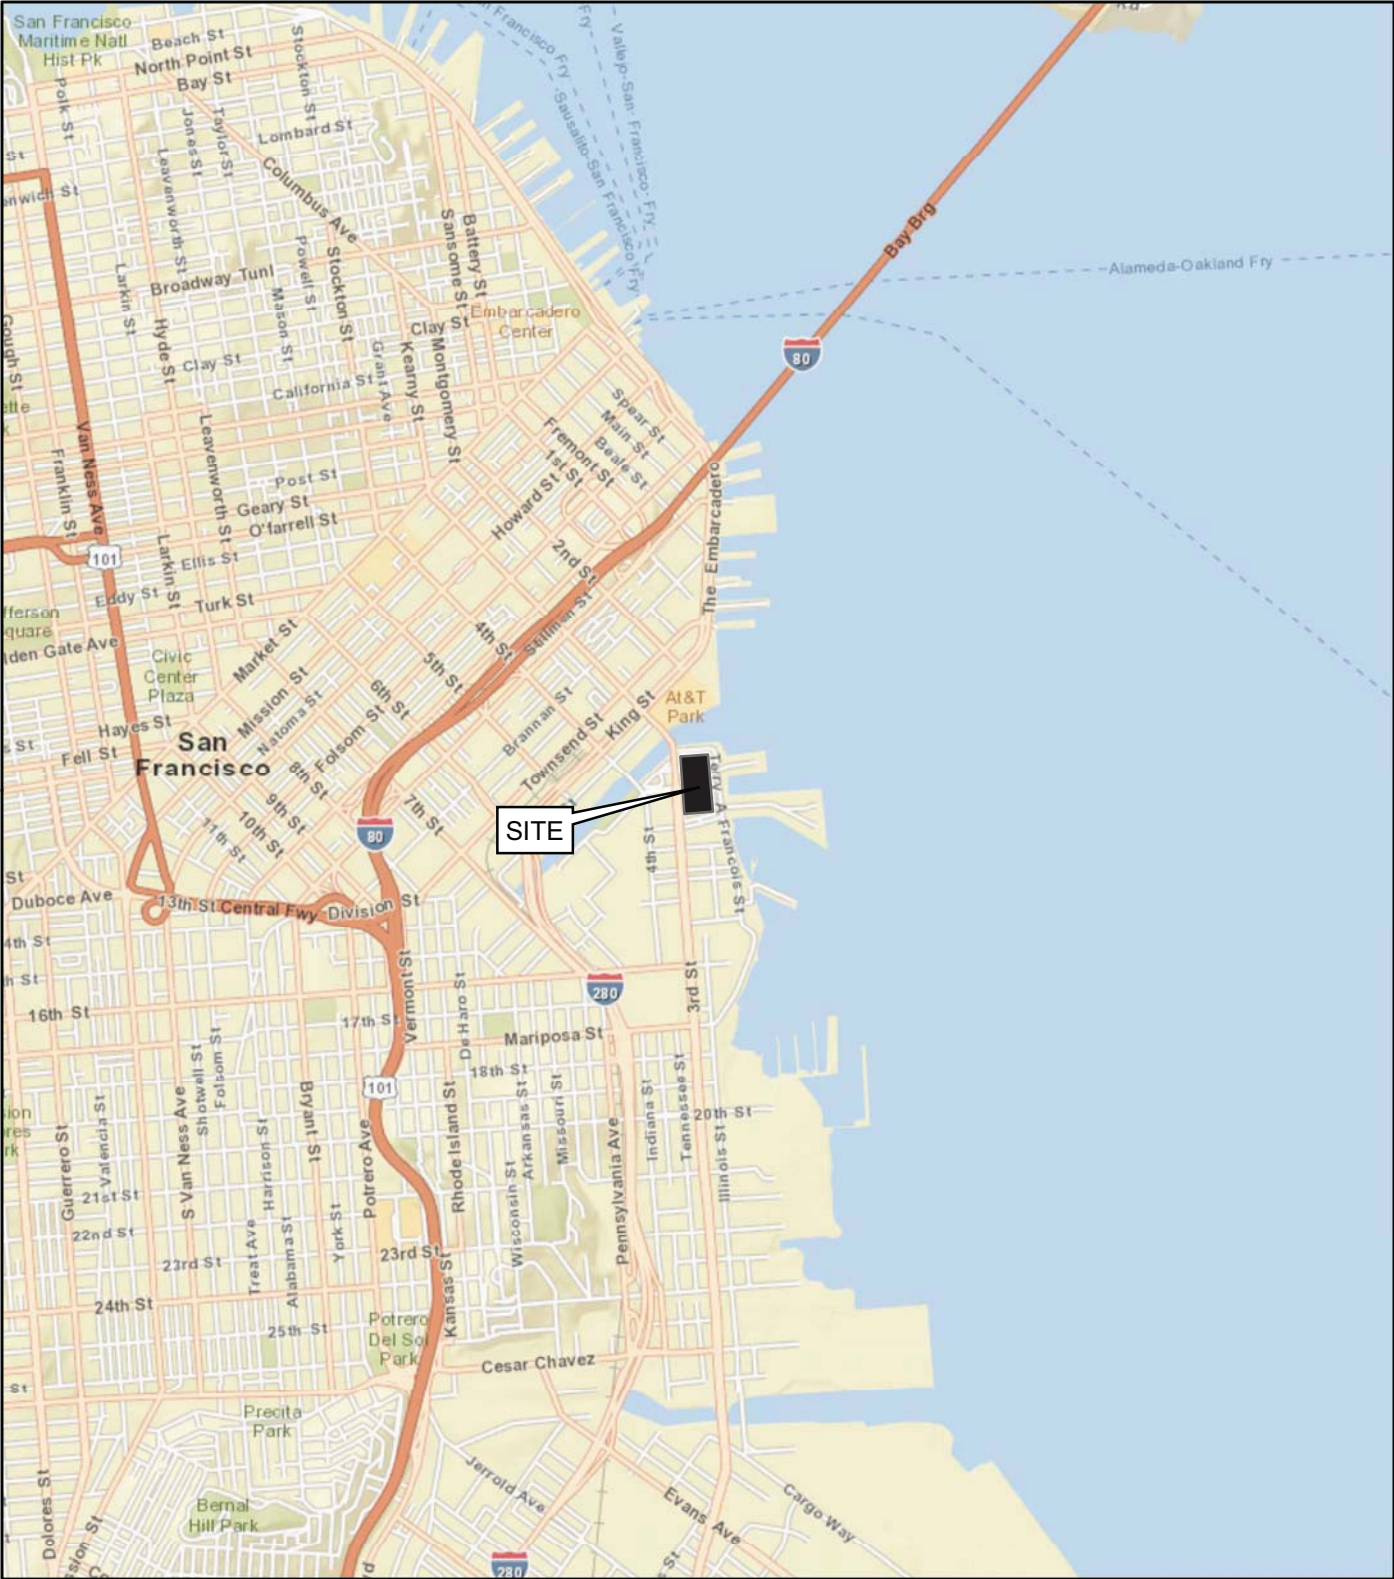 San Francisco
Maritime Natl
Hist Pk
Beach St
North Point St
Bay St
Stockton St
Polk St
Jones St
Taylor St
Lombard St
Columbus Ave
Leavenworth St
Sansome St
Battery St
Powell St
Stockton St
Broadway Tunl
Larkin St
Mason St
Hyde St
Clay St
Clay St
Embarcadero
Center
Grant Ave
Kearny St
Montgomery St
California St
Gough St
Van Ness Ave
Franklin St
Leavenworth St
Post St
Geary St
O'farrell St
Ellis St
Larkin St
Eddy St
Turk St
101
Spear St
Main St
Beale St
Fremont St
1st St
Howard St
2nd St
Stillman St
The Embarcadero
Bay Brg
80
Vallejo-San Francisco Fry
Sausalito-San Francisco Fry
Alameda-Oakland Fry
Rd
fferson
quare
lden Gate Ave
Civic
Center
Plaza
Market St
Mission St
Natoma St
Folsom St
4th St
5th St
6th St
Hayes St
Fell St
San
Francisco
8th St
9th St
10th St
11th St
7th St
Brannan St
Townsend St
King St
At&T
Park
SITE
80
Terry A Francois St
4th St
3rd St
Duboce Ave
13th St
Central Fwy
Division St
4th St
th St
16th St
17th St
Vermont St
De Haro St
280
Mariposa St
18th St
101
20th St
Guerrero St
Valencia St
S Van Ness Ave
Shotwell St
Folsom St
Harrison St
Bryant St
Potrero Ave
Rhode Island St
Wisconsin St
Arkansas St
Missouri St
Pennsylvania Ave
Indiana St
Tennessee St
Illinois St
21st St
22nd St
23rd St
Treat Ave
Alabama St
York St
23rd St
Kansas St
24th St
25th St
Potrero
Del Sol
Park
Cesar Chavez
St
Precita
Park
Bernal
Hill Park
Dolores St
Jerrold Ave
Evans Ave
Cargo Way
280